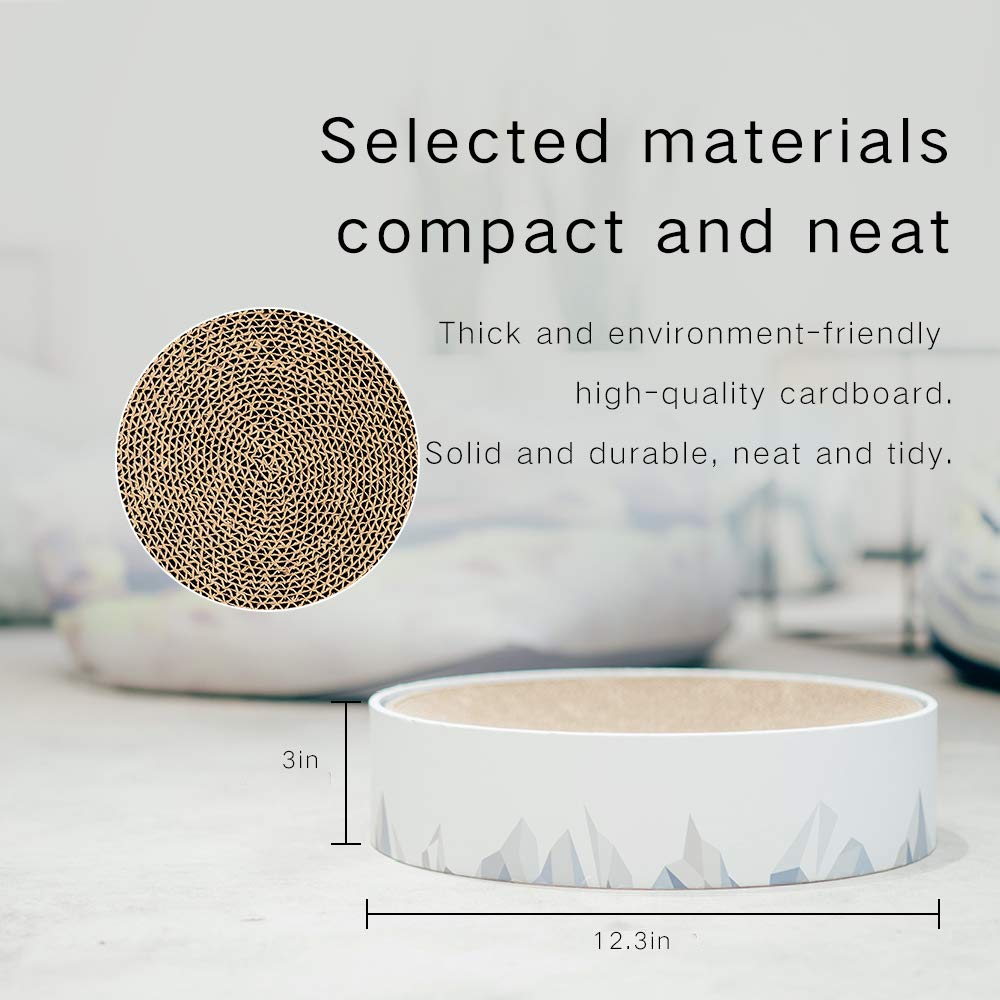 Selected materials
compact and neat
Thick and environment-friendly
high-quality cardboard.
Solid and durable, neat and tidy.
3in
12.3in